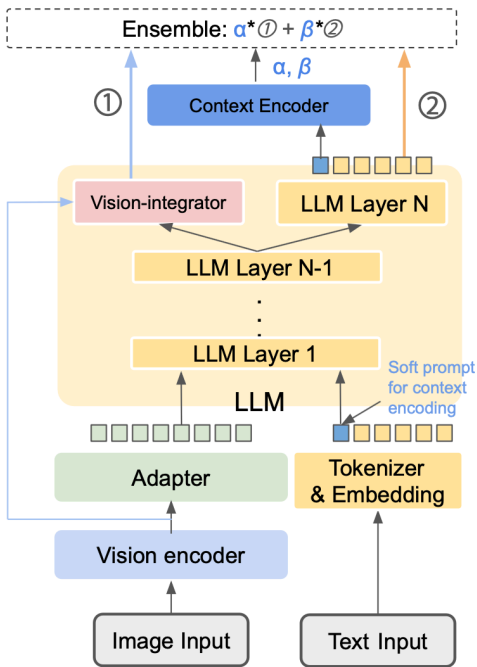 Ensemble: α*① + β*②
α, β
①
Context Encoder
②
Vision-integrator
LLM Layer N
LLM Layer N-1
LLM Layer 1
Soft prompt
for context
encoding
LLM
Adapter
Tokenizer
& Embedding
Vision encoder
Image Input
Text Input